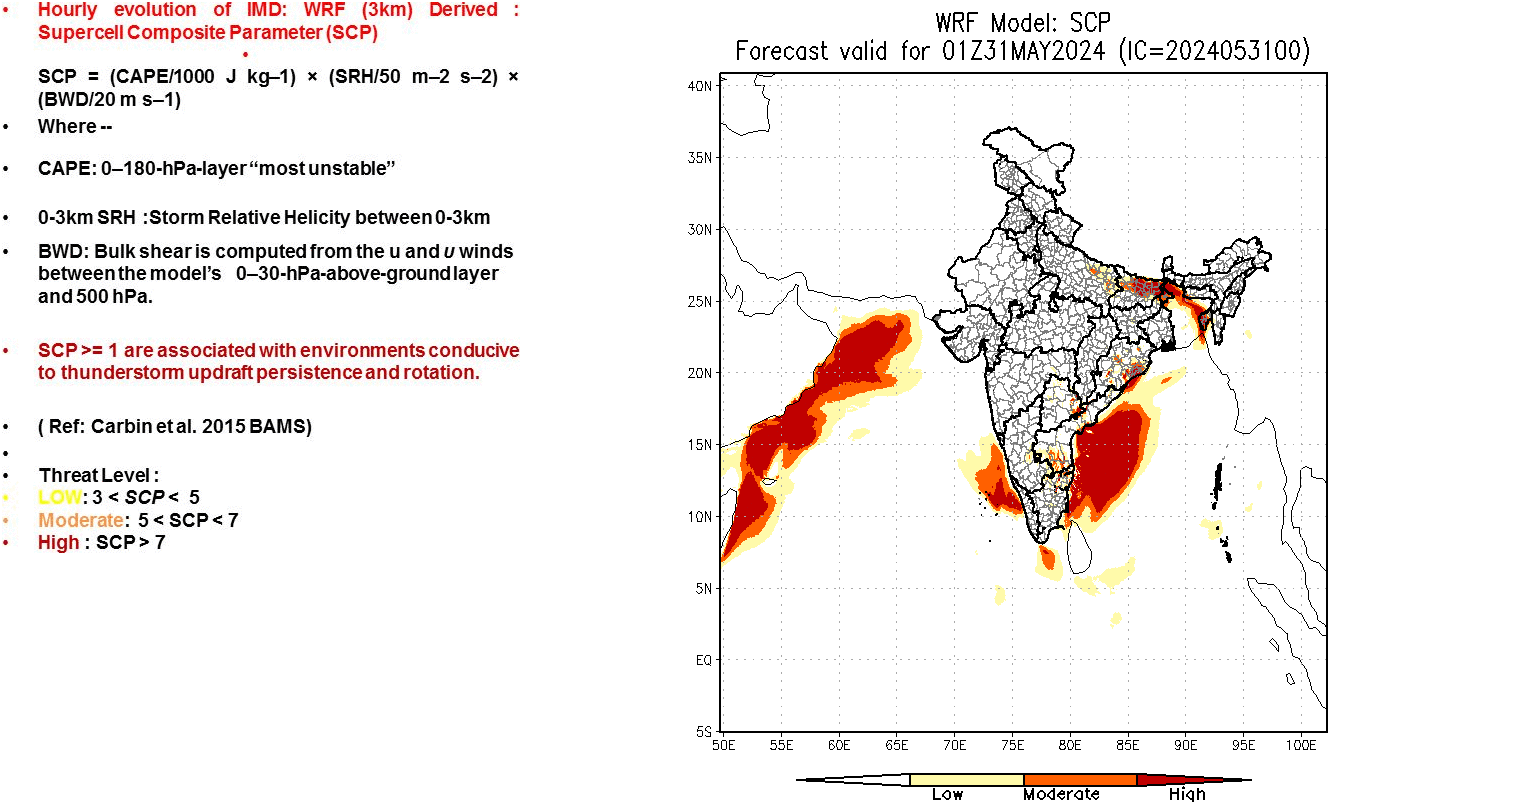 • Hourly evolution of IMD: WRF (3km) Derived :
Supercell Composite Parameter (SCP)
•
SCP = (CAPE/1000 J kg–1) × (SRH/50 m–2 s–2) ×
(BWD/20 m s–1)
• Where --
• CAPE: 0–180-hPa-layer “most unstable”
• 0-3km SRH :Storm Relative Helicity between 0-3km
• BWD: Bulk shear is computed from the u and υ winds
between the model’s 0–30-hPa-above-ground layer
and 500 hPa.
• SCP >= 1 are associated with environments conducive
to thunderstorm updraft persistence and rotation.
• ( Ref: Carbin et al. 2015 BAMS)
•
• Threat Level :
• LOW: 3 < SCP < 5
• Moderate: 5 < SCP < 7
• High : SCP > 7
WRF Model: SCP
Forecast valid for 01Z31MAY2024 (IC=2024053100)
40N
35N
30N
25N
20N
15N
10N
5N
EQ
5S
50E 55E 60E 65E 70E 75E 80E 85E 90E 95E 100E
Low Moderate High